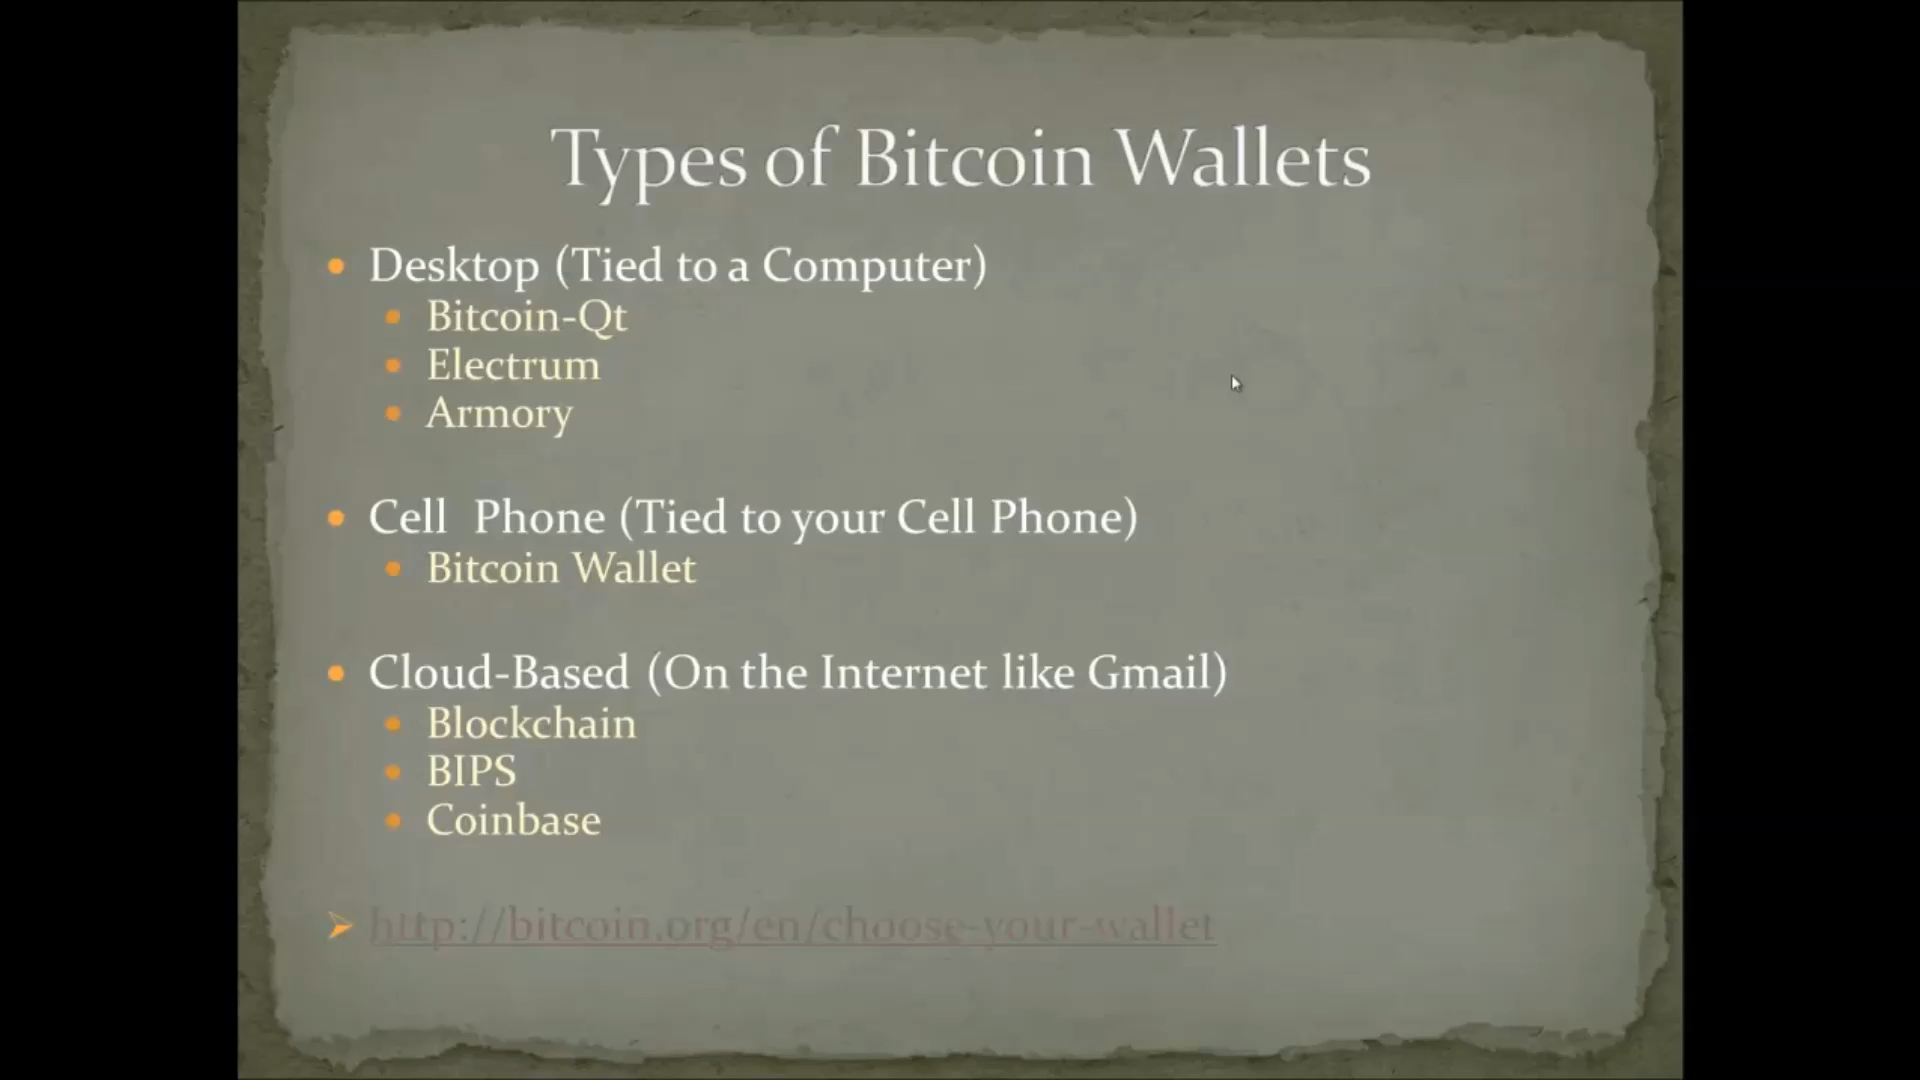 Types of Bitcoin Wallets
Desktop (Tied to a Computer)
Bitcoin-Qt
Electrum
Armory
Cell Phone (Tied to your Cell Phone)
Bitcoin Wallet
Cloud-Based (On the Internet like Gmail)
Blockchain
BIPS
Coinbase
http://bitcoin.org/en/choose-your-wallet